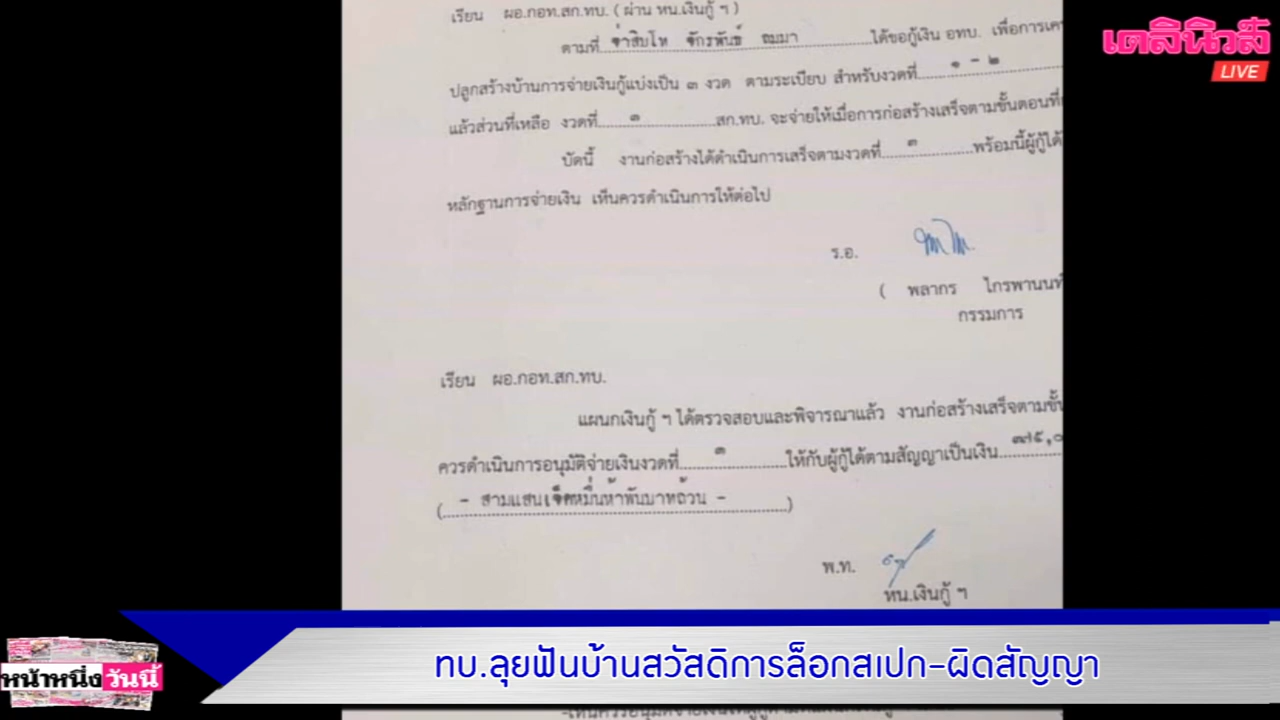 เรียน ผอ.กอท.สก.ทบ. ( ผ่าน หน.เงินกู้ ฯ )
เดลินิวส์
LIVE
ตามที่ จ่าสิบโท จักรพันธ์ ถมมา ได้ขอกู้เงิน อทบ. เพื่อการเค
ปลูกสร้างบ้านการจ่ายเงินกู้แบ่งเป็น ๓ งวด ตามระเบียบ สำหรับงวดที่ ๑ - ๒
แล้วส่วนที่เหลือ งวดที่ ๓ สก.ทบ. จะจ่ายให้เมื่อการก่อสร้างเสร็จตามขั้นตอนที่
บัดนี้ งานก่อสร้างได้ดำเนินการเสร็จตามงวดที่ ๓ พร้อมนี้ผู้กู้ได้
หลักฐานการจ่ายเงิน เห็นควรดำเนินการให้ต่อไป
ร.อ.
( พลากร ไกรพานนท์
กรรมการ
เรียน ผอ.กอท.สก.ทบ.
แผนกเงินกู้ ฯ ได้ตรวจสอบและพิจารณาแล้ว งานก่อสร้างเสร็จตามขั้
ควรดำเนินการอนุมัติจ่ายเงินงวดที่ ๓ ให้กับผู้กู้ได้ตามสัญญาเป็นเงิน ๓๗๕,๐
( - สามแสนเจ็ดหมื่นห้าพันบาทถ้วน - )
พ.ท.
หน.เงินกู้ ฯ
ทบ.ลุยฟันบ้านสวัสดิการล็อกสเปก-ผิดสัญญา
หน้าหนึ่งวันนี้